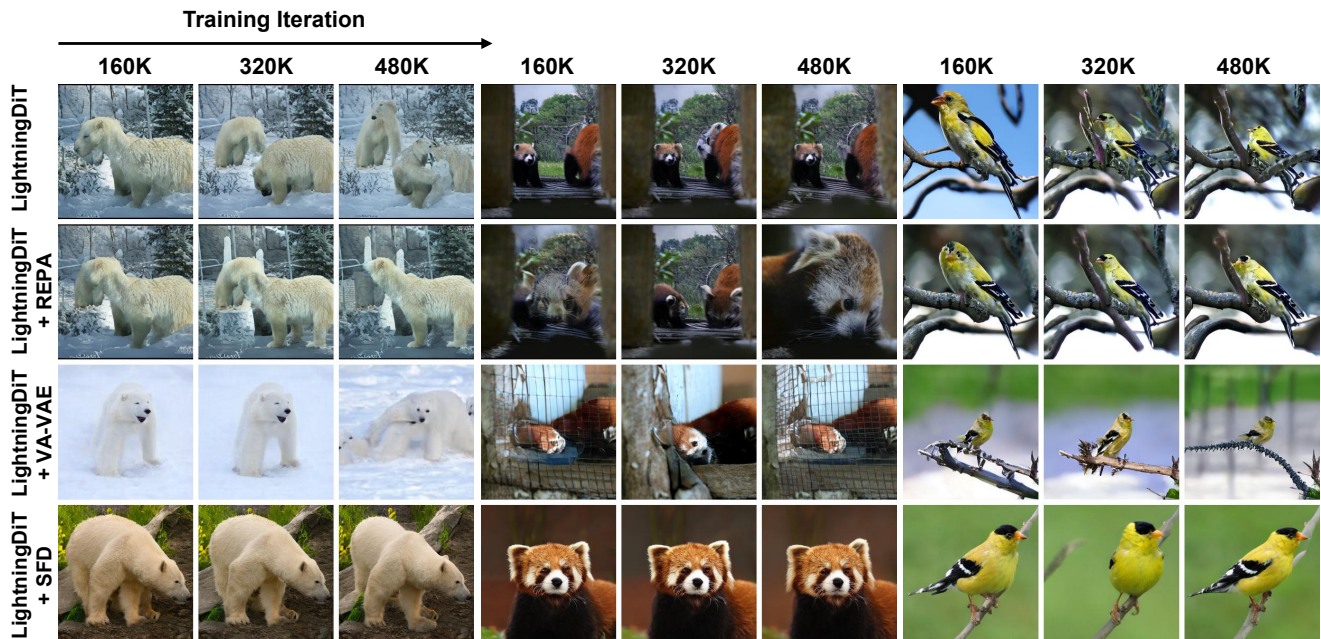 Training Iteration
160K 320K 480K 160K 320K 480K 160K 320K 480K
LightningDiT
LightningDiT
+ REPA
LightningDiT
+ VA-VAE
LightningDiT
+ SFD